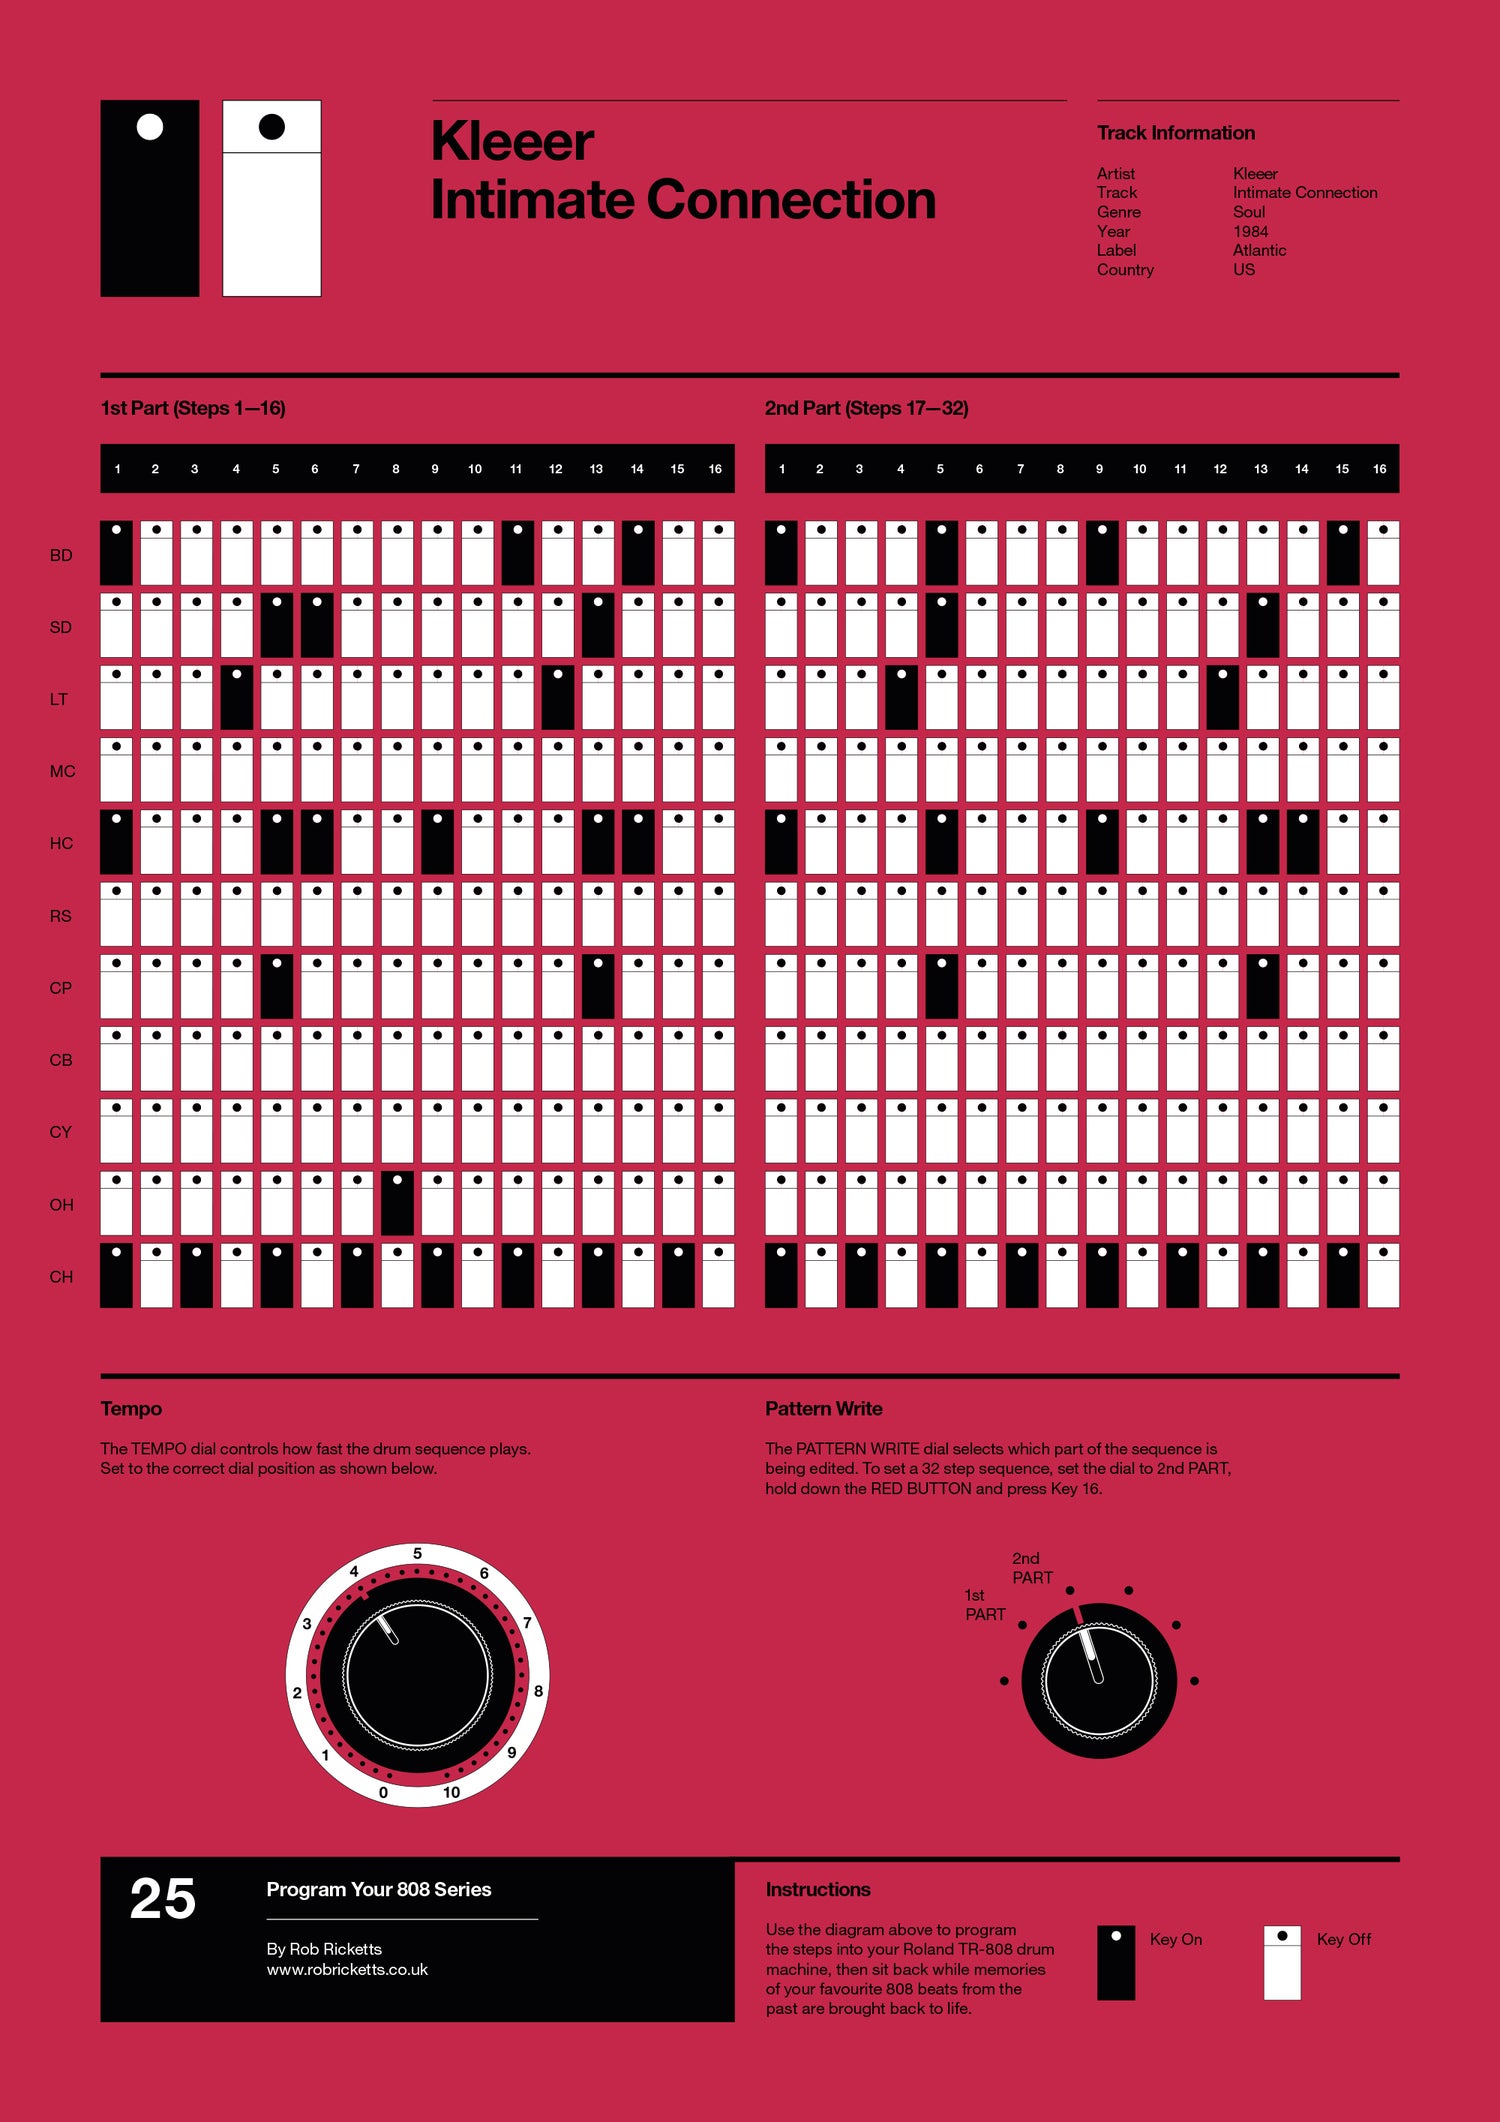 Kleeer
Intimate Connection
Track Information
Artist Kleeer
Track Intimate Connection
Genre Soul
Year 1984
Label Atlantic
Country US
1st Part (Steps 1—16)
2nd Part (Steps 17—32)
1 2 3 4 5 6 7 8 9 10 11 12 13 14 15 16
1 2 3 4 5 6 7 8 9 10 11 12 13 14 15 16
BD
SD
LT
MC
HC
RS
CP
CB
CY
OH
CH
Tempo
The TEMPO dial controls how fast the drum sequence plays.
Set to the correct dial position as shown below.
0 1 2 3 4 5 6 7 8 9 10
Pattern Write
The PATTERN WRITE dial selects which part of the sequence is
being edited. To set a 32 step sequence, set the dial to 2nd PART,
hold down the RED BUTTON and press Key 16.
2nd
PART
1st
PART
25
Program Your 808 Series
By Rob Ricketts
www.robricketts.co.uk
Instructions
Use the diagram above to program
the steps into your Roland TR-808 drum
machine, then sit back while memories
of your favourite 808 beats from the
past are brought back to life.
Key On
Key Off